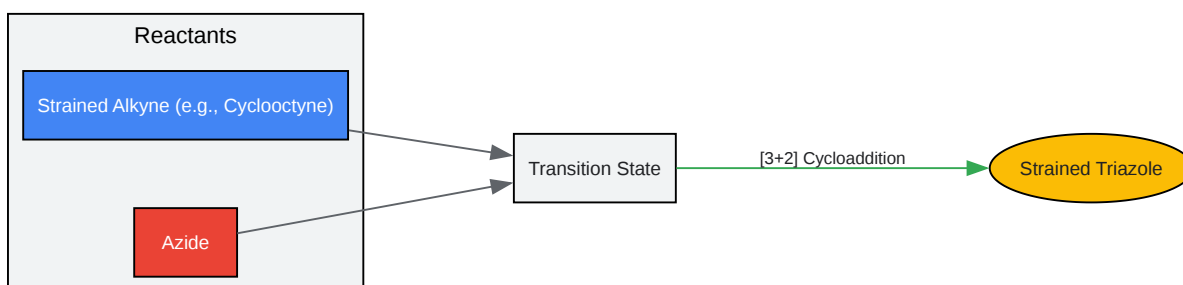 Reactants
Strained Alkyne (e.g., Cyclooctyne)
Azide
Transition State
[3+2] Cycloaddition
Strained Triazole